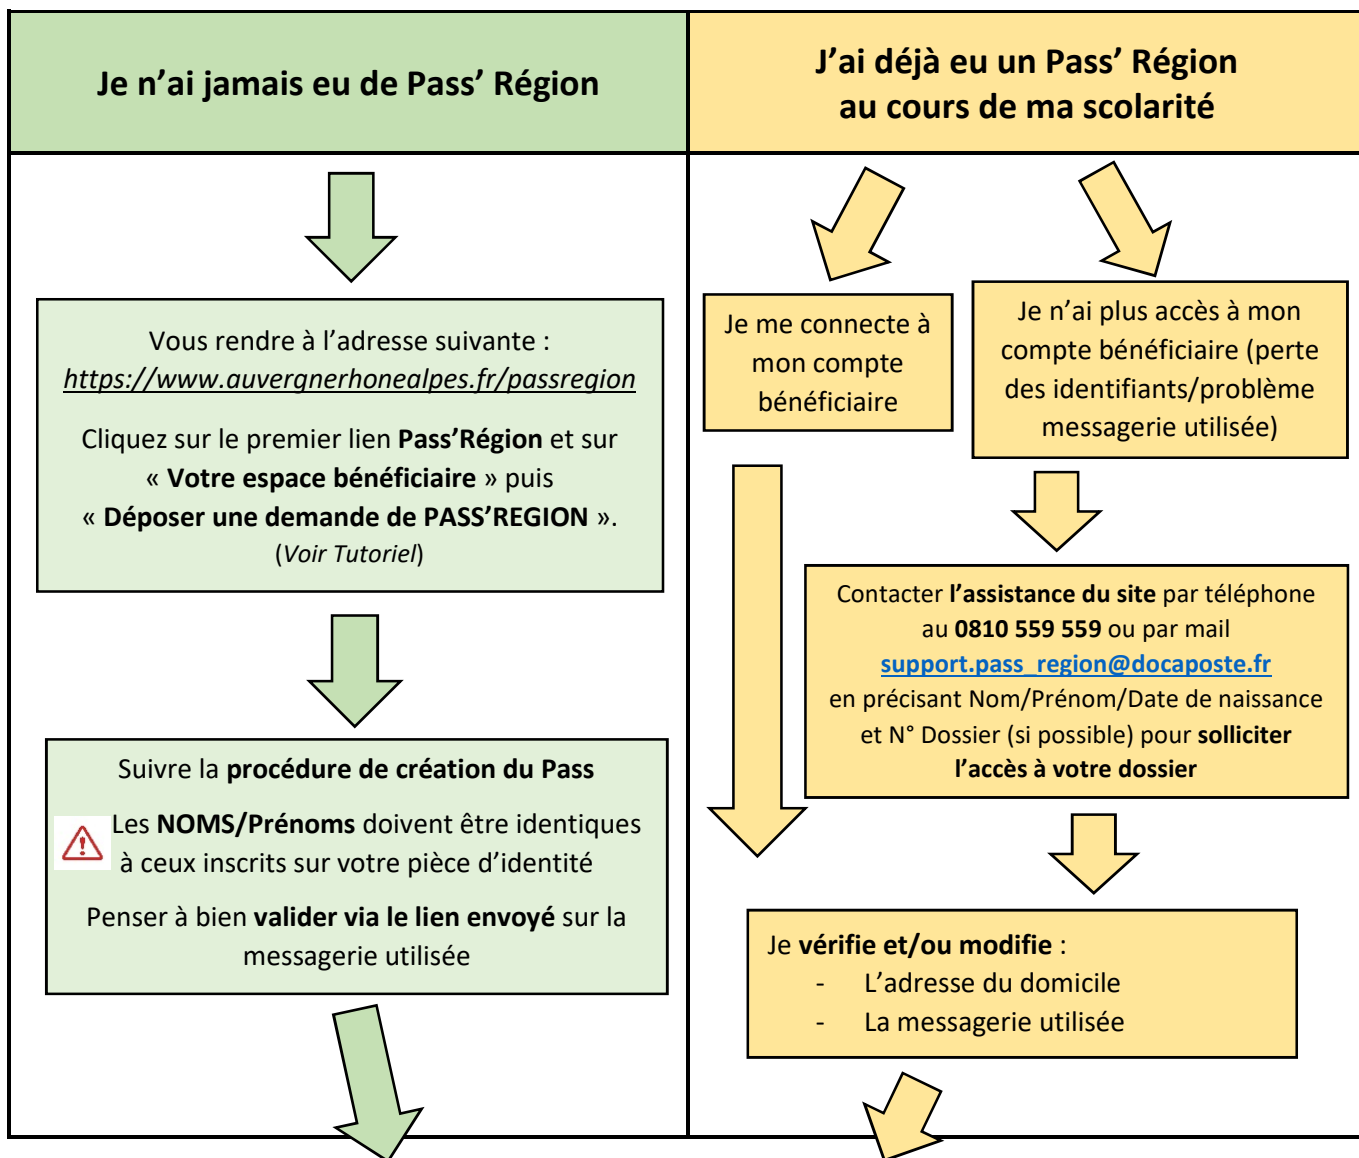 Je n’ai jamais eu de Pass’ Région
Vous rendre à l’adresse suivante :
https://www.auvergnerhonealpes.fr/passregion
Cliquez sur le premier lien Pass’Région et sur
« Votre espace bénéficiaire » puis
« Déposer une demande de PASS’REGION ».
(Voir Tutoriel)
Suivre la procédure de création du Pass
Les NOMS/Prénoms doivent être identiques
à ceux inscrits sur votre pièce d’identité
Penser à bien valider via le lien envoyé sur la
messagerie utilisée
J’ai déjà eu un Pass’ Région
au cours de ma scolarité
Je me connecte à
mon compte
bénéficiaire
Je n’ai plus accès à mon
compte bénéficiaire (perte
des identifiants/problème
messagerie utilisée)
Contacter l’assistance du site par téléphone
au 0810 559 559 ou par mail
support.pass_region@docaposte.fr
en précisant Nom/Prénom/Date de naissance
et N° Dossier (si possible) pour solliciter
l’accès à votre dossier
Je vérifie et/ou modifie :
- L’adresse du domicile
- La messagerie utilisée